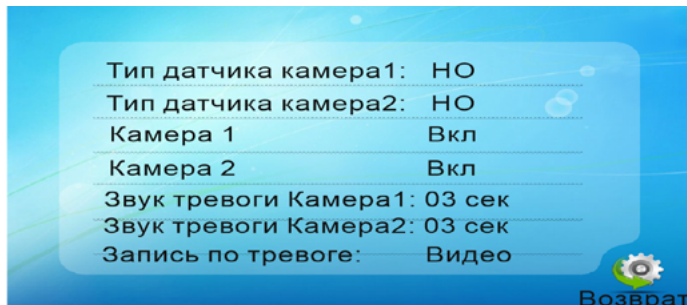 Тип датчика камера1: НО
Тип датчика камера2: НО
Камера 1 Вкл
Камера 2 Вкл
Звук тревоги Камера1: 03 сек
Звук тревоги Камера2: 03 сек
Запись по тревоге: Видео
Возврат